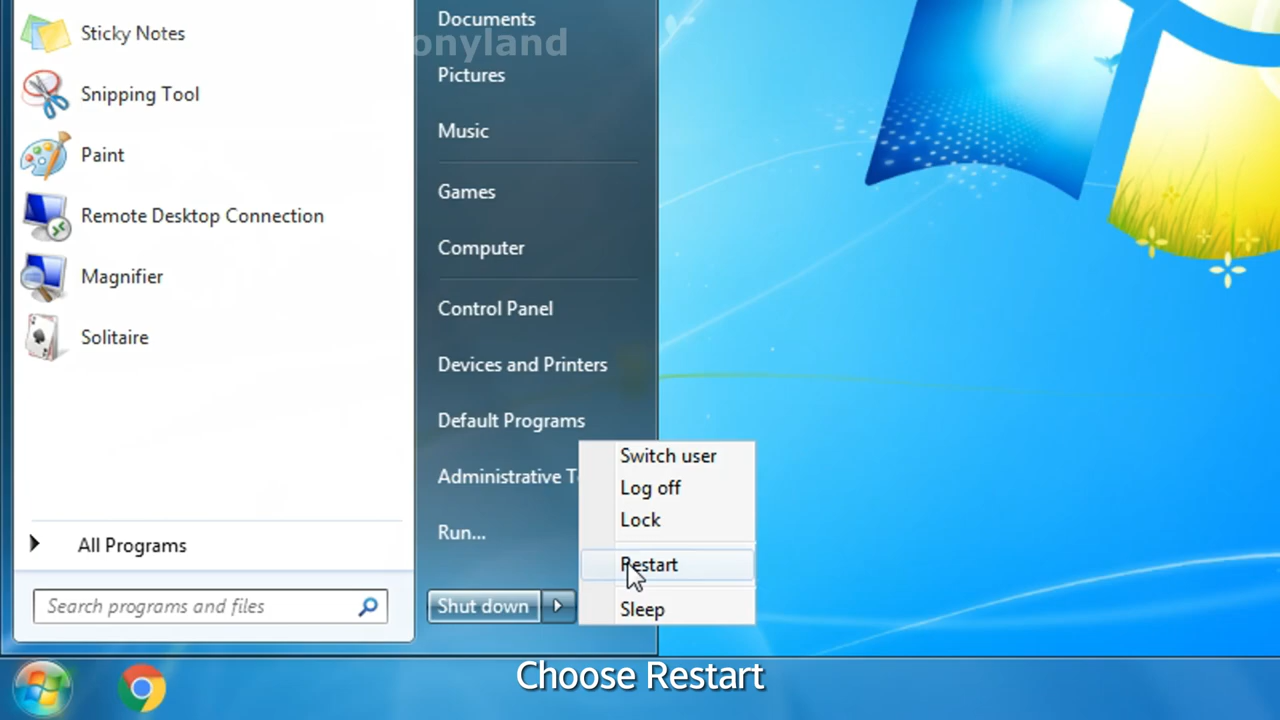 Sticky Notes
Snipping Tool
Paint
Remote Desktop Connection
Magnifier
Solitaire
All Programs
Search programs and files
Documents
onyland
Pictures
Music
Games
Computer
Control Panel
Devices and Printers
Default Programs
Administrative T
Run...
Shut down
Switch user
Log off
Lock
Restart
Sleep
Choose Restart